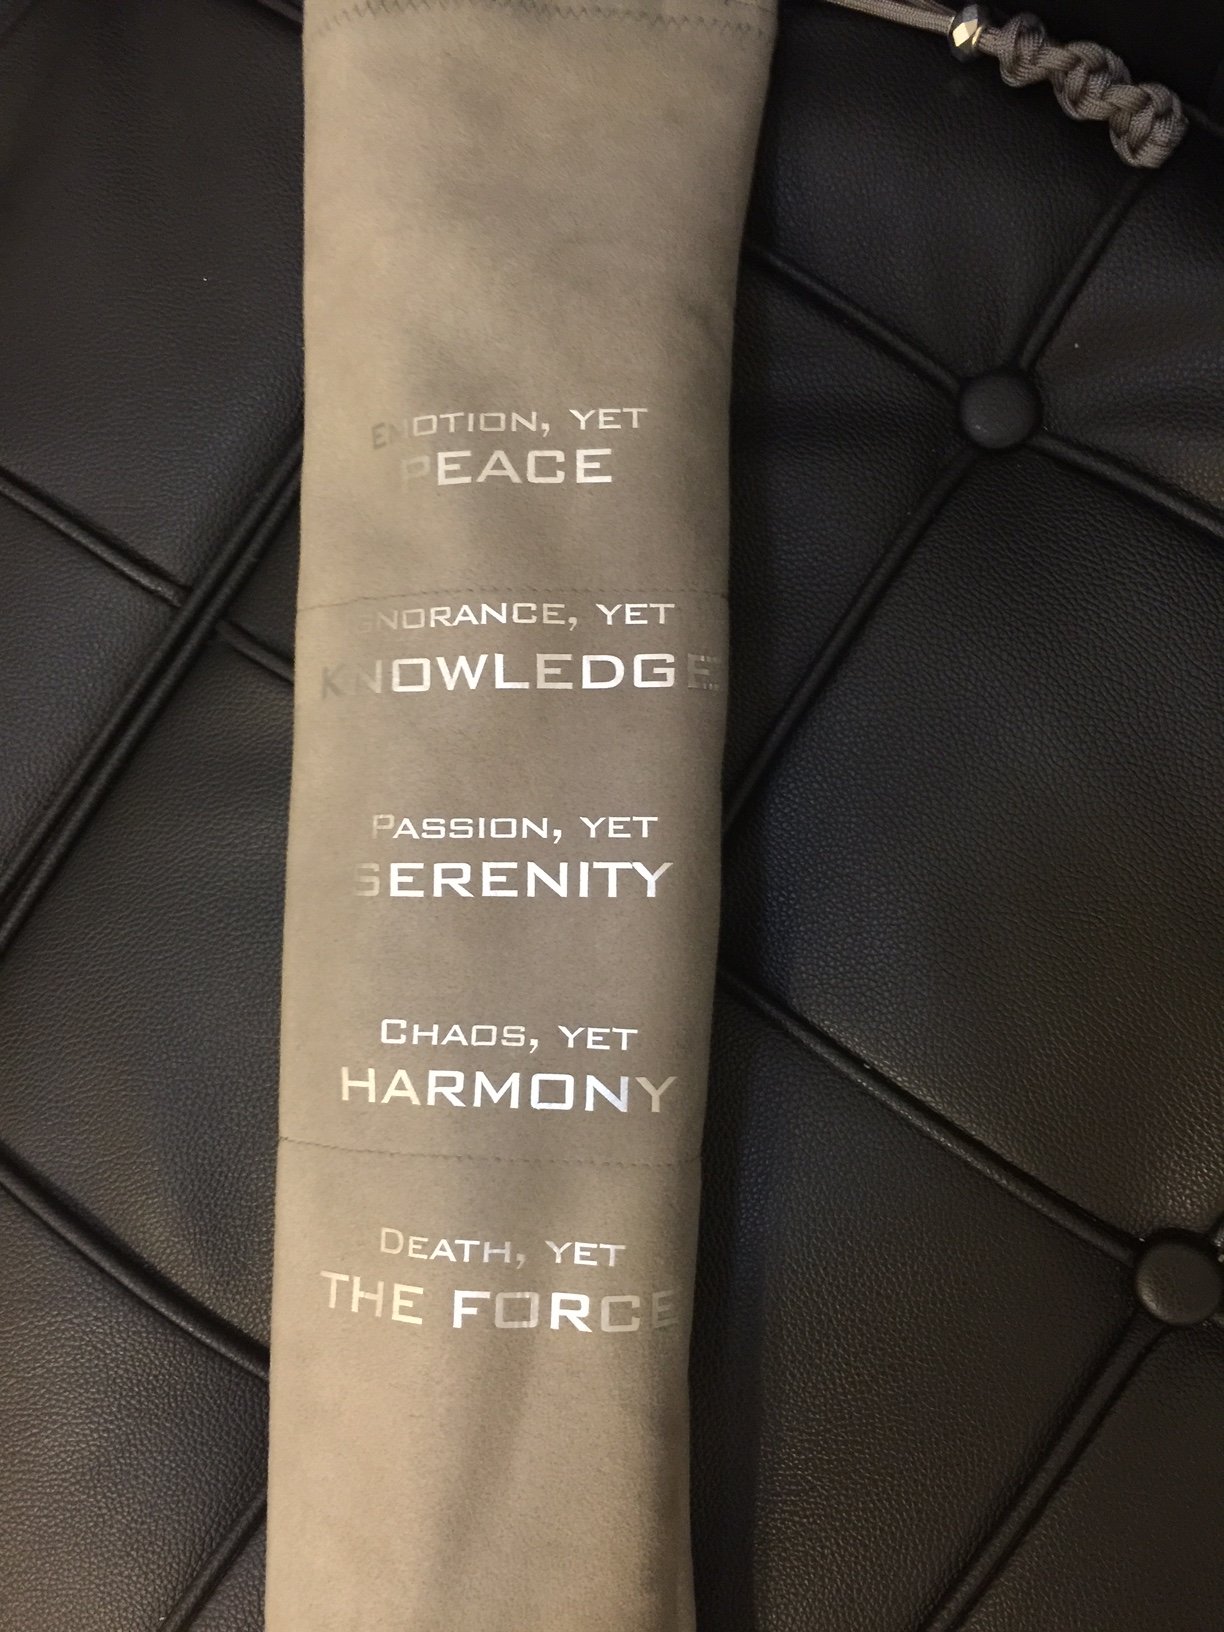 EMOTION, YET
PEACE
IGNORANCE, YET
KNOWLEDGE
PASSION, YET
SERENITY
CHAOS, YET
HARMONY
DEATH, YET
THE FORCE